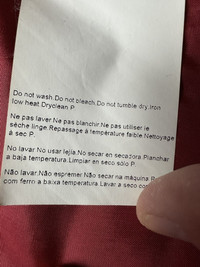 Do not wash.Do not bleach.Do not tumble dry.Iron
low heat.Dryclean P
Ne pas laver.Ne pas blanchir.Ne pas utiliser le
sèche linge.Repassage à température faible.Nettoyage
à sec P.
No lavar.No usar lejía.No secar en secadora.Planchar
a baja temperatura.Limpiar en seco sólo P.
Não lavar.Não espremer.Não secar na máquina.
com ferro a baixa temperatura.Lavar a seco